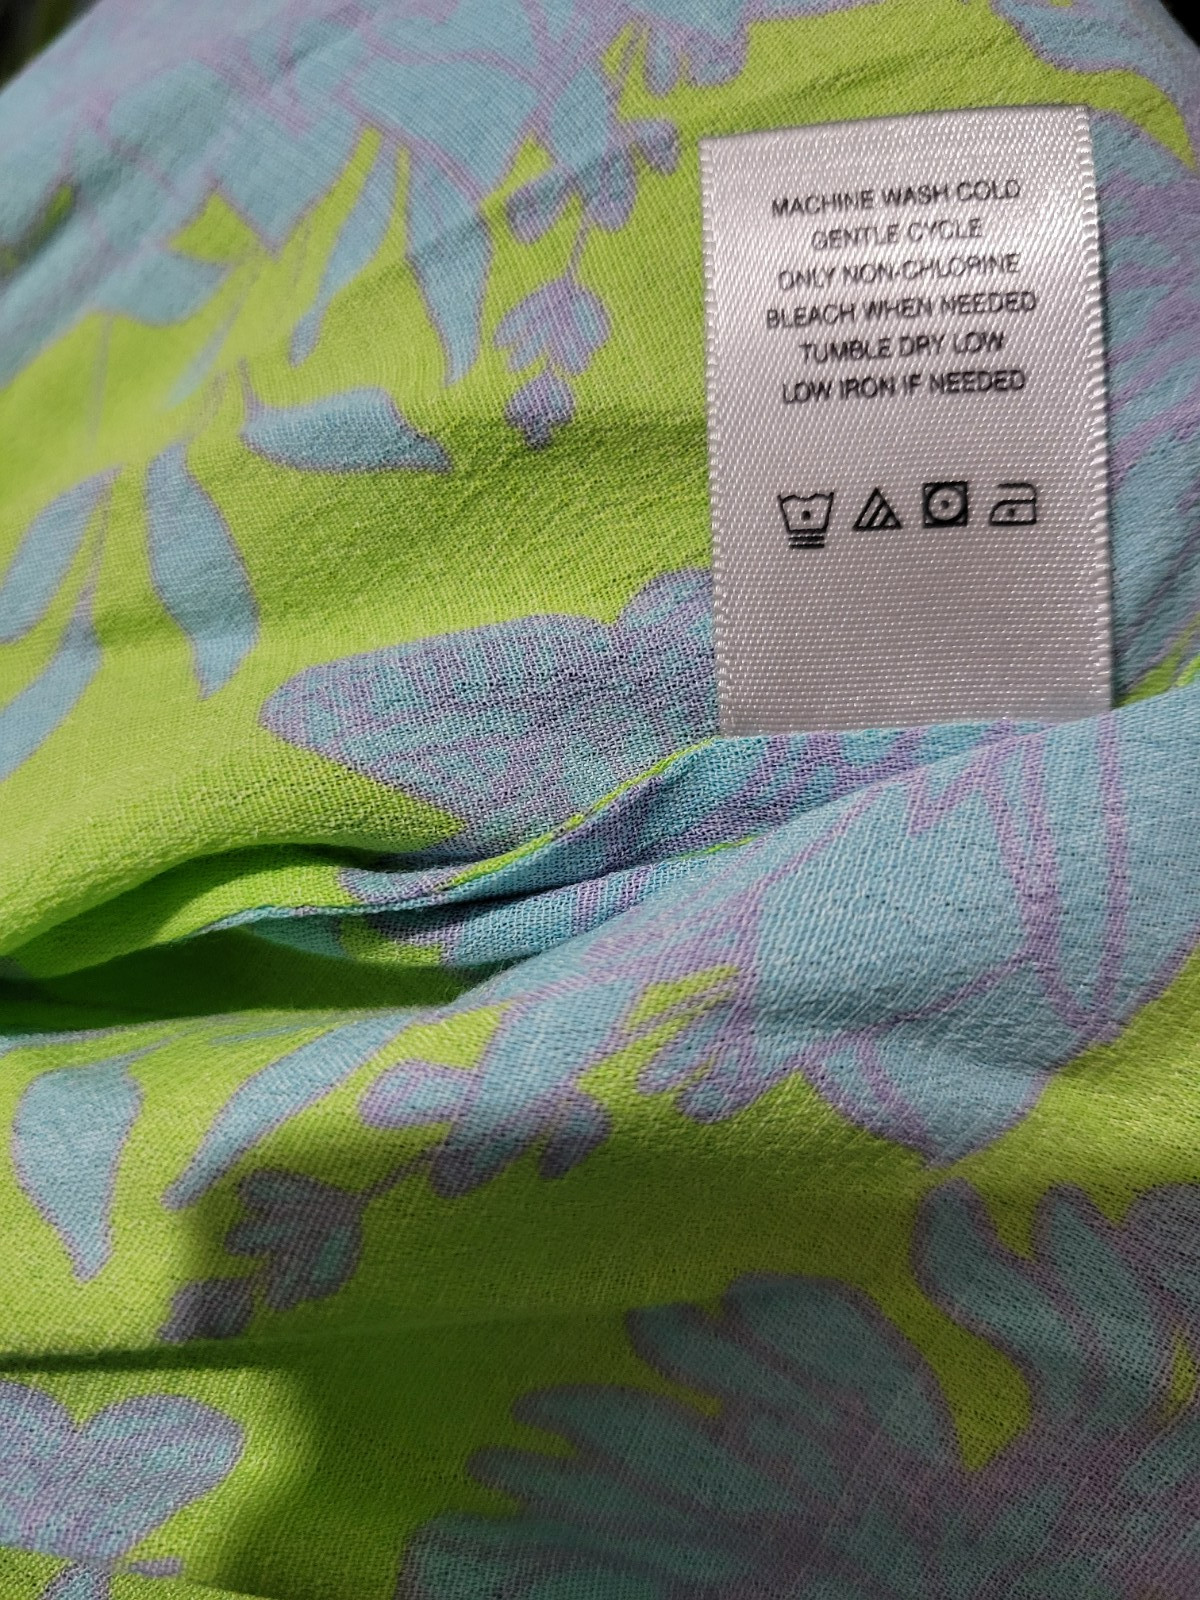 MACHINE WASH COLD
GENTLE CYCLE
ONLY NON-CHLORINE
BLEACH WHEN NEEDED
TUMBLE DRY LOW
LOW IRON IF NEEDED